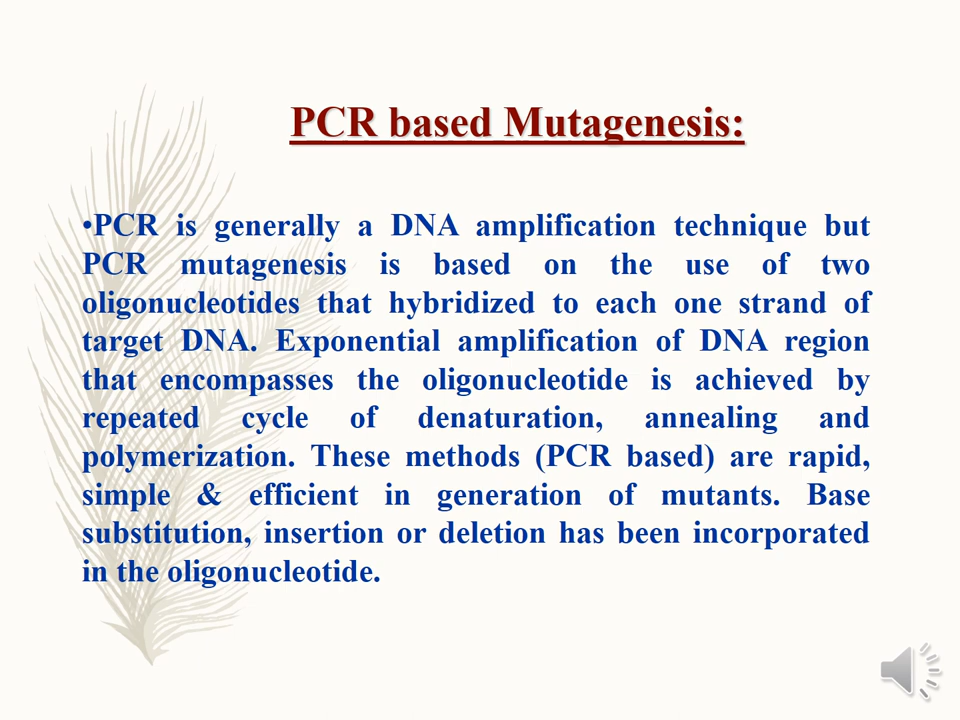 PCR based Mutagenesis:
•PCR is generally a DNA amplification technique but
PCR mutagenesis is based on the use of two
oligonucleotides that hybridized to each one strand of
target DNA. Exponential amplification of DNA region
that encompasses the oligonucleotide is achieved by
repeated cycle of denaturation, annealing and
polymerization. These methods (PCR based) are rapid,
simple & efficient in generation of mutants. Base
substitution, insertion or deletion has been incorporated
in the oligonucleotide.